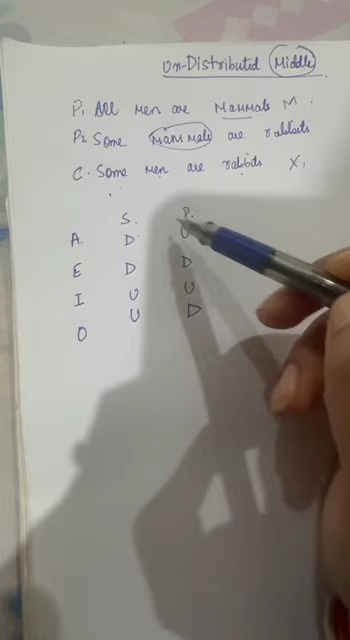 Un-Distributed Middle
P1 All Men are Mammals M.
P2 Some Mammals are rabbits
C. Some Men are rabbits X.
S. P.
A. D U
E D D
I U U
O U D